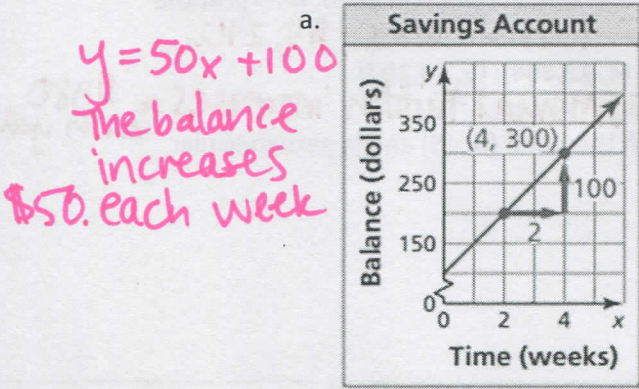 a.
y=50x+100
The balance
increases
$50. each week
Savings Account
y
350
(4, 300)
250
100
2
150
0
0 2 4 x
Balance (dollars)
Time (weeks)